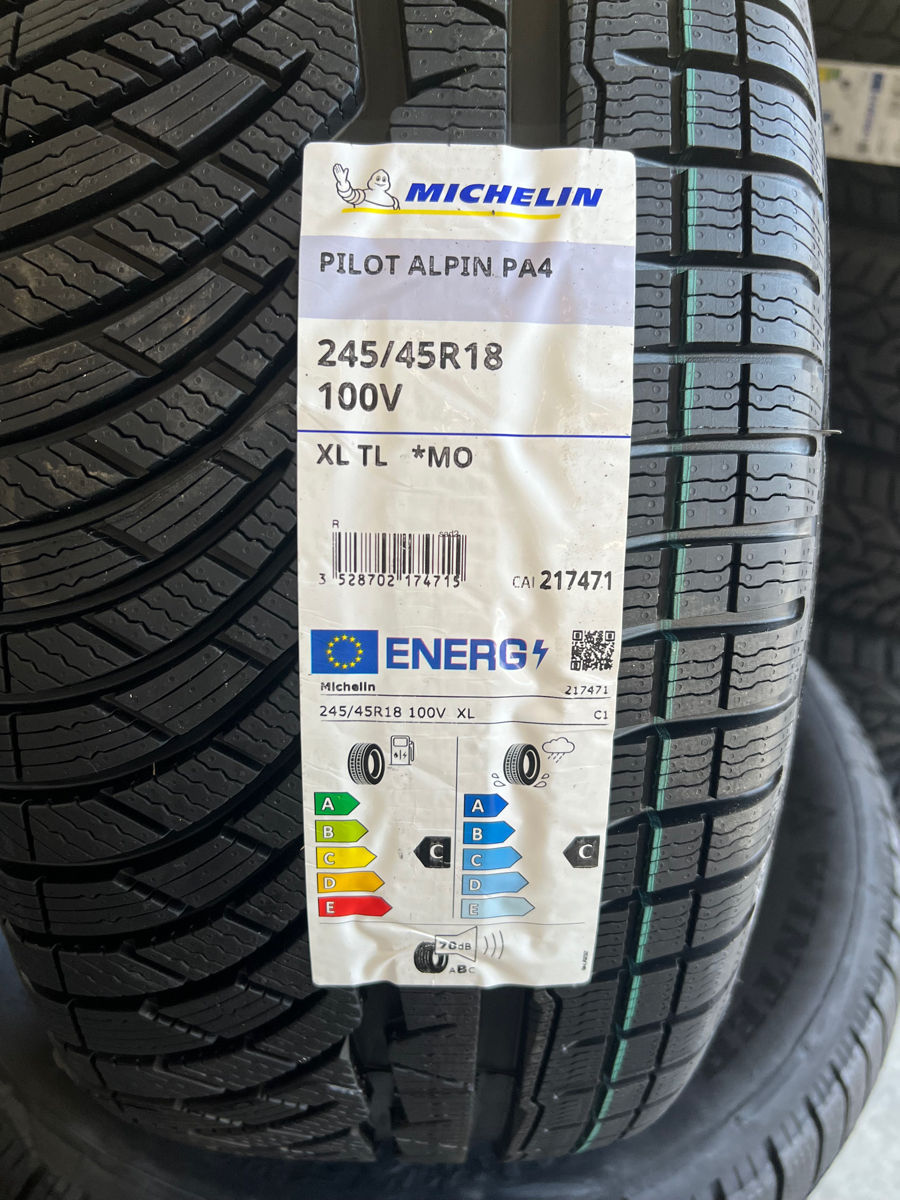 MICHELIN
PILOT ALPIN PA4
245/45R18
100V
XL TL *MO
R
3 528702 174715
CAI 217471
ENERG
Michelin 217471
245/45R18 100V XL C1
A
B
C
D
E
C
A
B
C
D
E
C
70dB
ABC